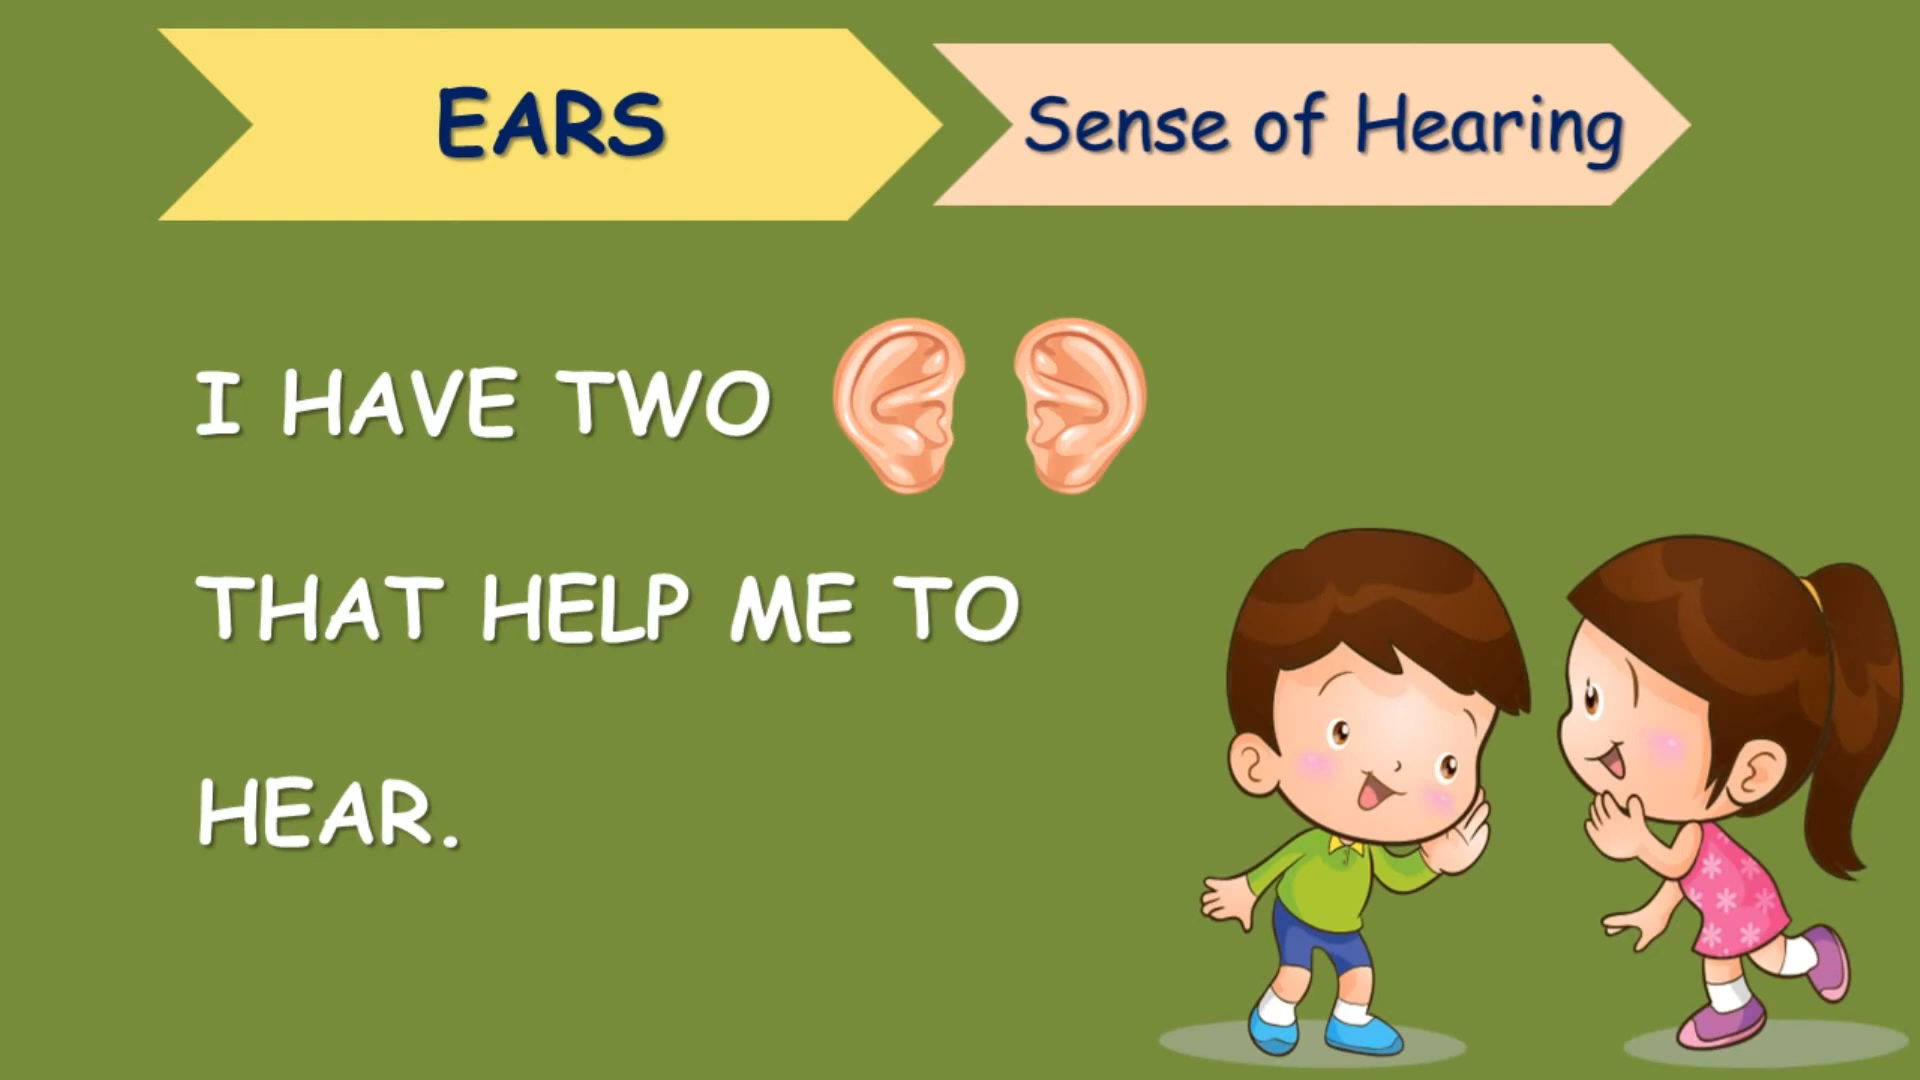 EARS
Sense of Hearing
I HAVE TWO
THAT HELP ME TO
HEAR.